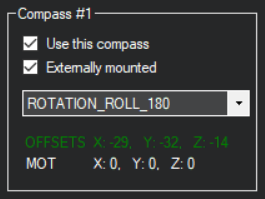 Compass #1
Use this compass
Externally mounted
ROTATION_ROLL_180
OFFSETS X: -29, Y: -32, Z: -14
MOT X: 0, Y: 0, Z: 0